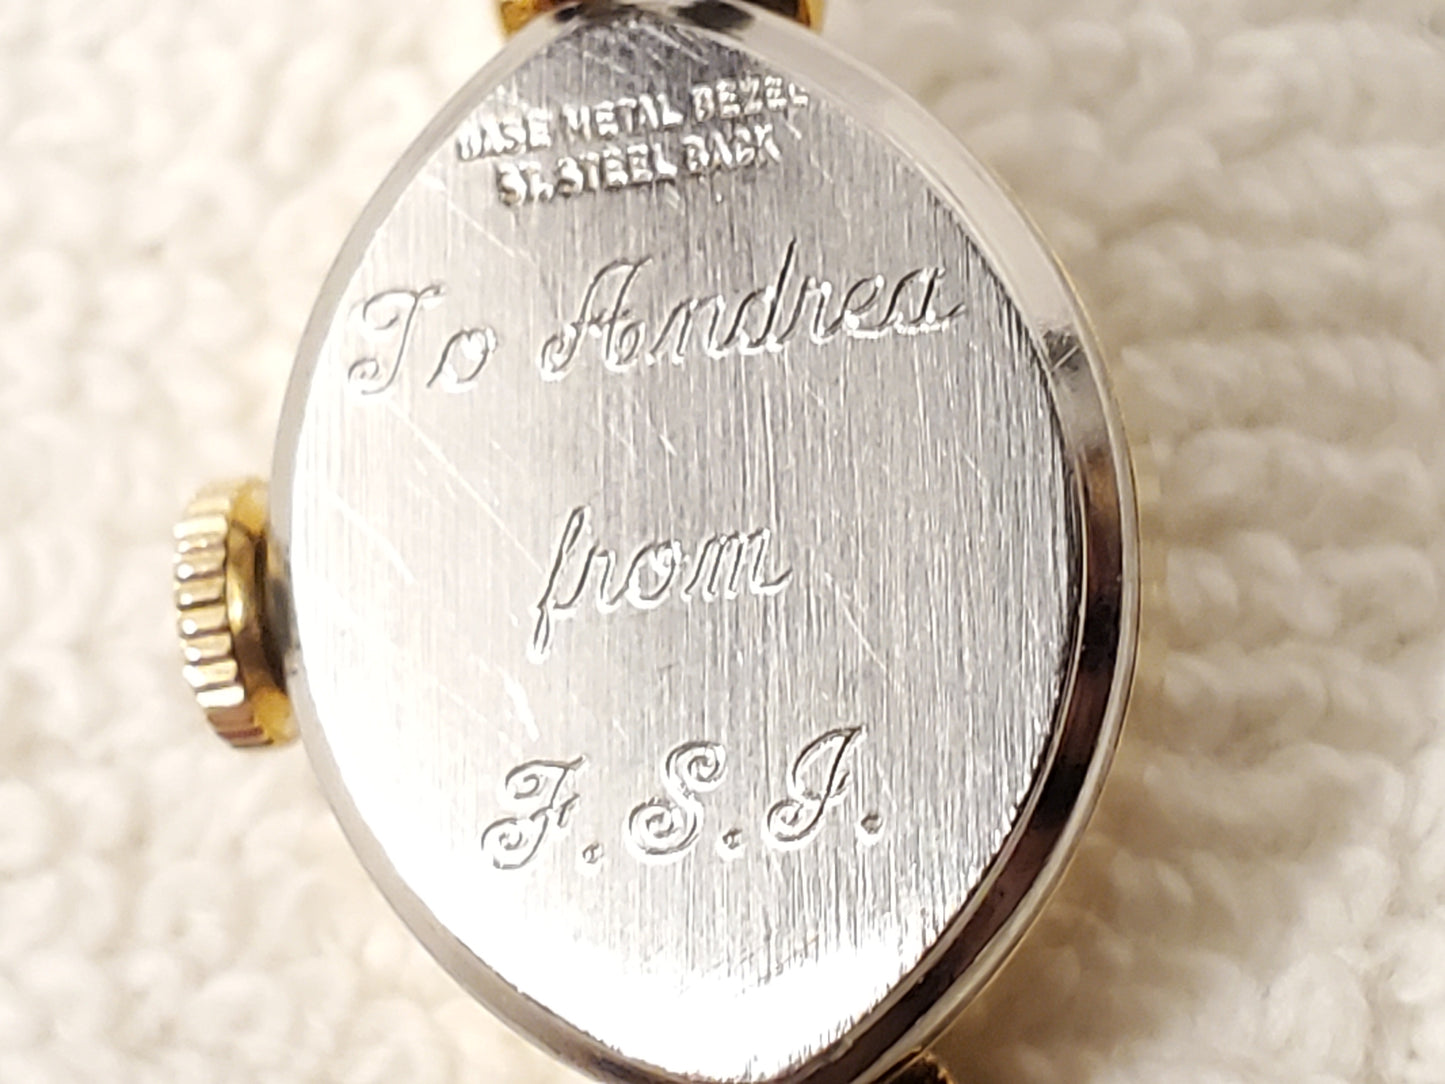 BASE METAL BEZEL
ST. STEEL BACK
To Andrea
from
F. S. I.